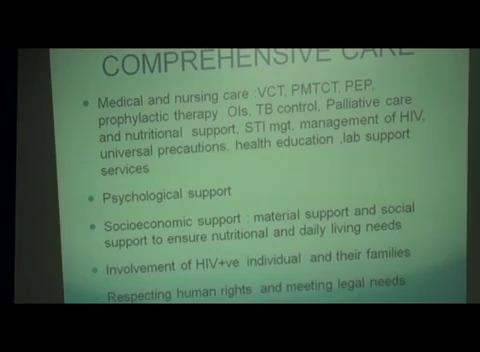 COMPREHENSIVE CARE
Medical and nursing care :VCT, PMTCT, PEP,
prophylactic therapy OIs, TB control, Palliative care
and nutritional support, STI mgt, management of HIV,
universal precautions, health education ,lab support
services
Psychological support
Socioeconomic support : material support and social
support to ensure nutritional and daily living needs
Involvement of HIV+ve individual and their families
Respecting human rights and meeting legal needs